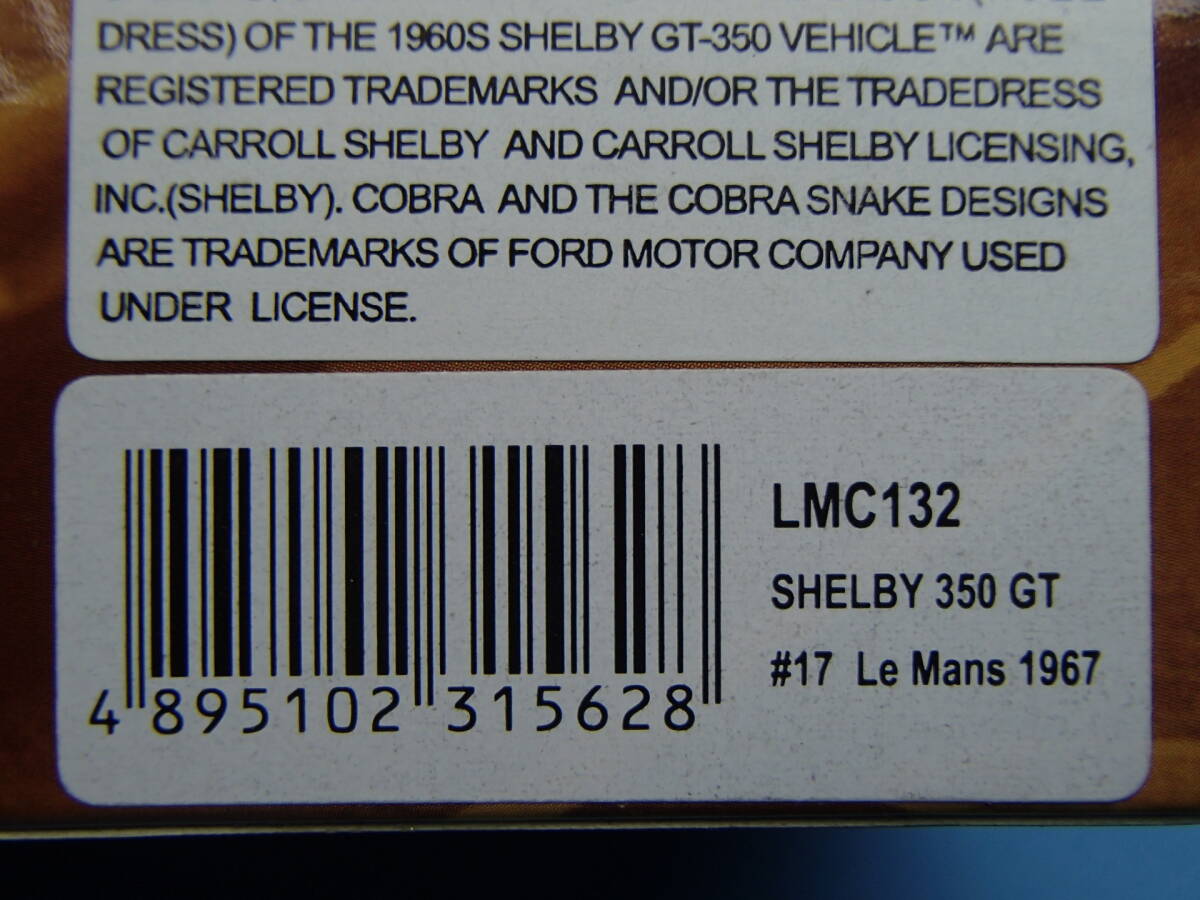 DRESS) OF THE 1960S SHELBY GT-350 VEHICLE™ ARE
REGISTERED TRADEMARKS AND/OR THE TRADEDRESS
OF CARROLL SHELBY AND CARROLL SHELBY LICENSING,
INC.(SHELBY). COBRA AND THE COBRA SNAKE DESIGNS
ARE TRADEMARKS OF FORD MOTOR COMPANY USED
UNDER LICENSE.
LMC132
SHELBY 350 GT
#17 Le Mans 1967
4 895102 315628